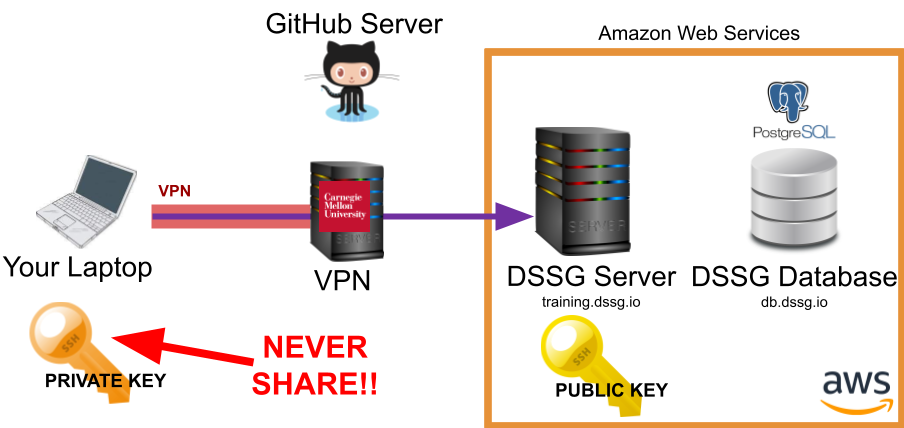 GitHub Server
Amazon Web Services
PostgreSQL
VPN
Carnegie
Mellon
University
SERVER
SERVER
Your Laptop
VPN
DSSG Server
training.dssg.io
DSSG Database
db.dssg.io
SSH
PRIVATE KEY
NEVER
SHARE!!
SSH
PUBLIC KEY
aws